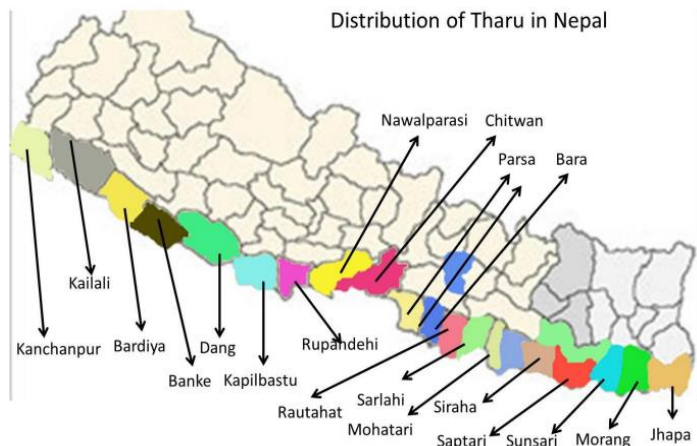 Distribution of Tharu in Nepal
Nawalparasi
Chitwan
Parsa
Bara
Kailali
Kanchanpur
Bardiya
Banke
Dang
Kapilbastu
Rupandehi
Rautahat
Sarlahi
Mohatari
Siraha
Saptari
Sunsari
Morang
Jhapa